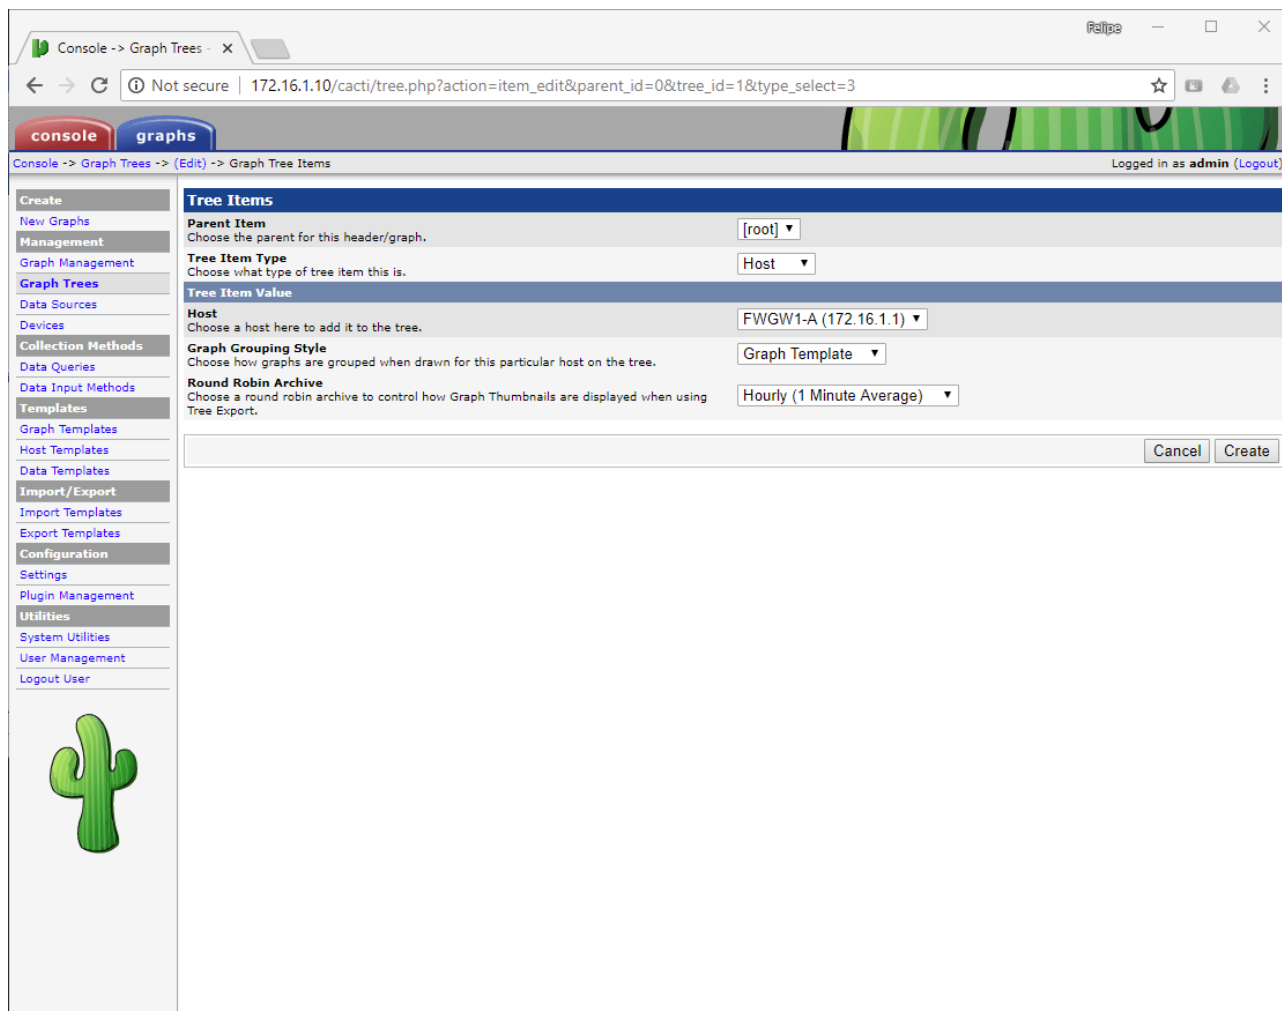 Felipe
Console -> Graph Trees -
Not secure | 172.16.1.10/cacti/tree.php?action=item_edit&parent_id=0&tree_id=1&type_select=3
console graphs
Console -> Graph Trees -> (Edit) -> Graph Tree Items
Logged in as admin (Logout)
Create
New Graphs
Management
Graph Management
Graph Trees
Data Sources
Devices
Collection Methods
Data Queries
Data Input Methods
Templates
Graph Templates
Host Templates
Data Templates
Import/Export
Import Templates
Export Templates
Configuration
Settings
Plugin Management
Utilities
System Utilities
User Management
Logout User
Tree Items
Parent Item
Choose the parent for this header/graph.
[root]
Tree Item Type
Choose what type of tree item this is.
Host
Tree Item Value
Host
Choose a host here to add it to the tree.
FWGW1-A (172.16.1.1)
Graph Grouping Style
Choose how graphs are grouped when drawn for this particular host on the tree.
Graph Template
Round Robin Archive
Choose a round robin archive to control how Graph Thumbnails are displayed when using
Tree Export.
Hourly (1 Minute Average)
Cancel Create